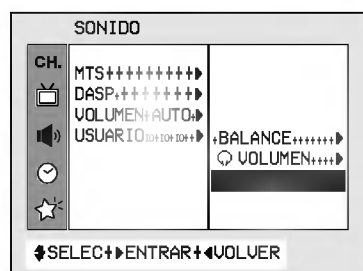 SONIDO
CH.
MTS+++++++++▶
DASP+++++++▶
VOLUMEN+AUTO+▶
USUARIO
+BALANCE+++++++▶
VOLUMEN++++▶
SELEC+▶ENTRAR+◀VOLVER